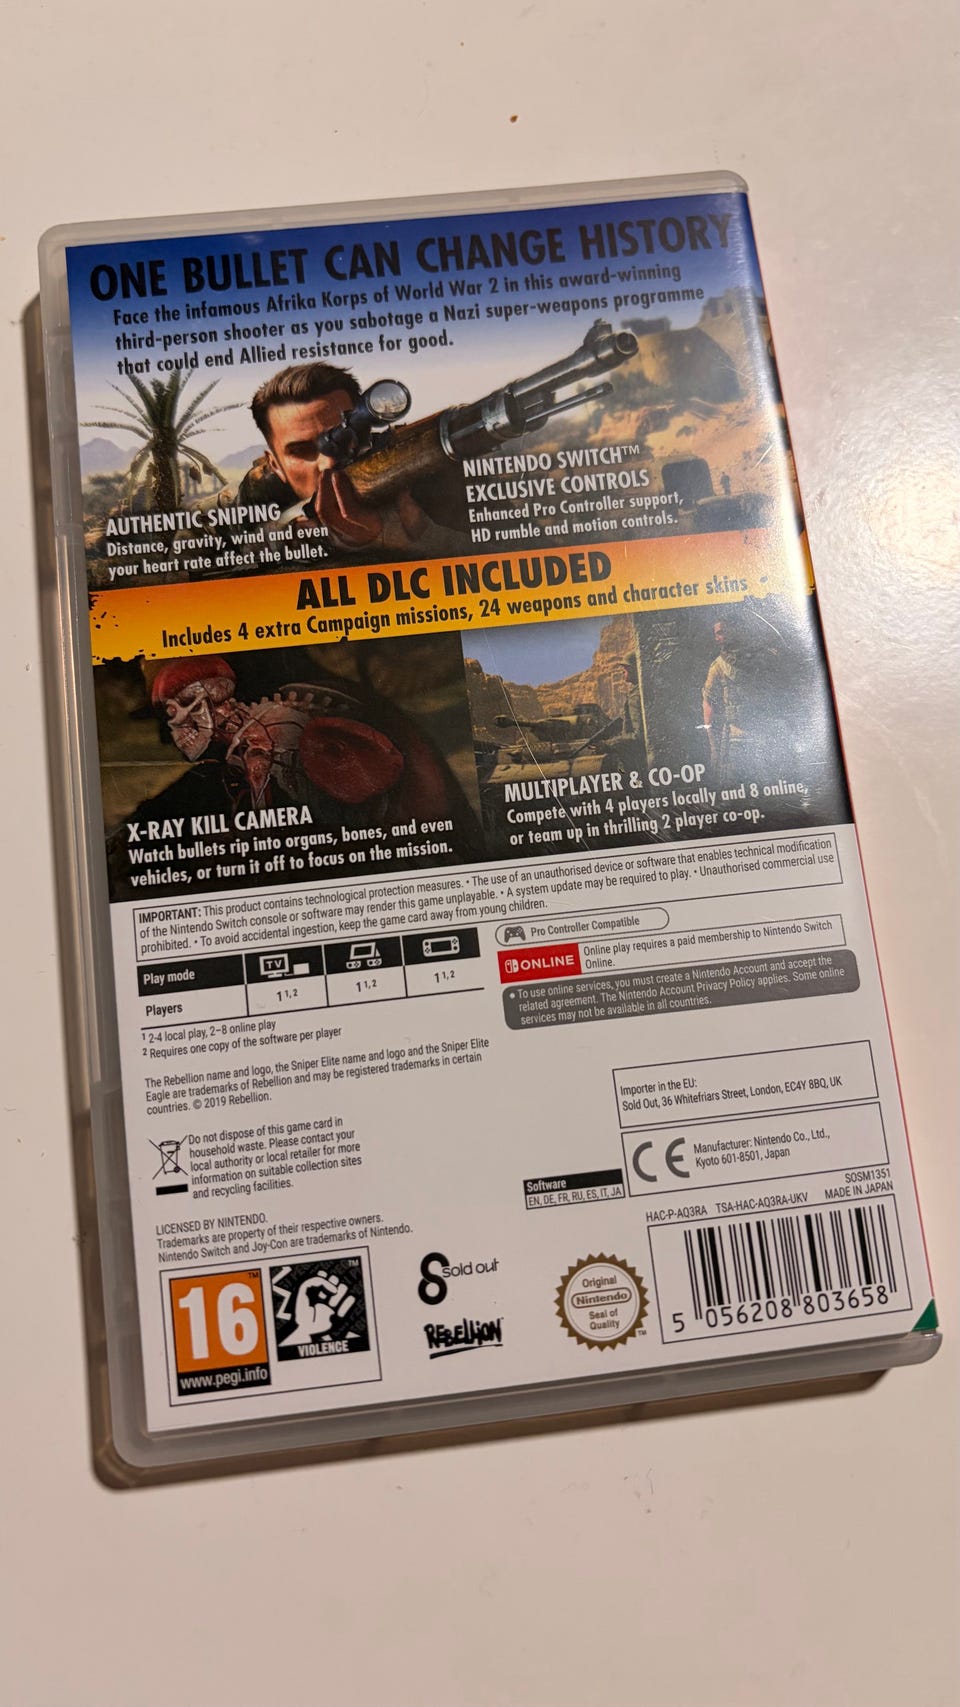 ONE BULLET CAN CHANGE HISTORY
Face the infamous Afrika Korps of World War 2 in this award-winning
third-person shooter as you sabotage a Nazi super-weapons programme
that could end Allied resistance for good.
AUTHENTIC SNIPING
Distance, gravity, wind and even
your heart rate affect the bullet.
NINTENDO SWITCH™
EXCLUSIVE CONTROLS
Enhanced Pro Controller support,
HD rumble and motion controls.
ALL DLC INCLUDED
Includes 4 extra Campaign missions, 24 weapons and character skins
X-RAY KILL CAMERA
Watch bullets rip into organs, bones, and even
vehicles, or turn it off to focus on the mission.
MULTIPLAYER & CO-OP
Compete with 4 players locally and 8 online,
or team up in thrilling 2 player co-op.
IMPORTANT: This product contains technological protection measures. • The use of an unauthorised device or software that enables technical modification
of the Nintendo Switch console or software may render this game unplayable. • A system update may be required to play. • Unauthorised commercial use
prohibited. • To avoid accidental ingestion, keep the game card away from young children.
Play mode TV
Players 1 1,2 1 1,2 1 1,2
1 2-4 local play, 2–8 online play
2 Requires one copy of the software per player
Pro Controller Compatible
ONLINE
Online play requires a paid membership to Nintendo Switch
Online.
• To use online services, you must create a Nintendo Account and accept the
related agreement. The Nintendo Account Privacy Policy applies. Some online
services may not be available in all countries.
The Rebellion name and logo, the Sniper Elite name and logo and the Sniper Elite
Eagle are trademarks of Rebellion and may be registered trademarks in certain
countries. © 2019 Rebellion.
Importer in the EU:
Sold Out, 36 Whitefriars Street, London, EC4Y 8BQ, UK
Do not dispose of this game card in
household waste. Please contact your
local authority or local retailer for more
information on suitable collection sites
and recycling facilities.
CE
Manufacturer: Nintendo Co., Ltd.,
Kyoto 601-8501, Japan
Software
EN, DE, FR, RU, ES, IT, JA
SOSM1351
HAC-P-AQ3RA TSA-HAC-AQ3RA-UKV MADE IN JAPAN
LICENSED BY NINTENDO.
Trademarks are property of their respective owners.
Nintendo Switch and Joy-Con are trademarks of Nintendo.
16™
www.pegi.info
VIOLENCE
™
Sold out
REBELLION
Original
Nintendo
Seal of
Quality
™
5 056208 803658